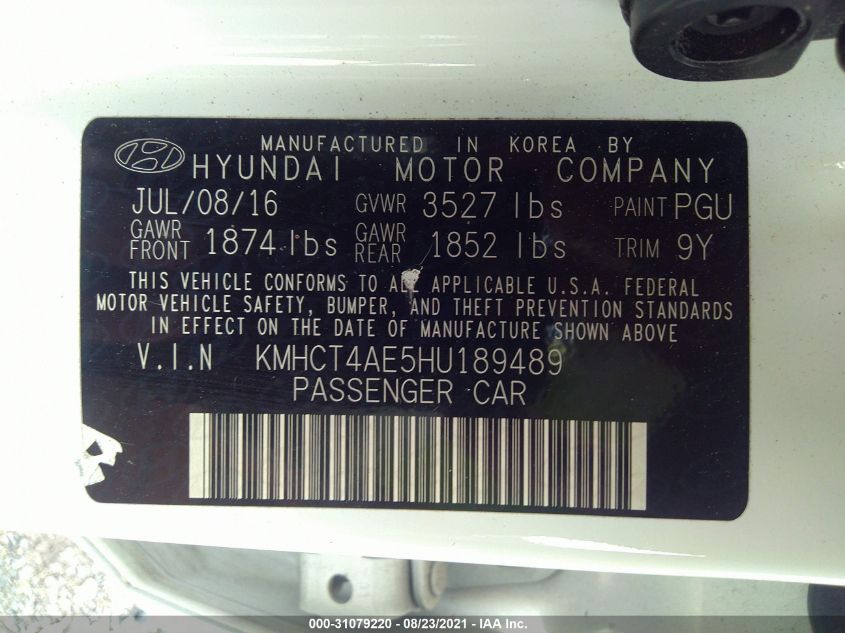 MANUFACTURED IN KOREA BY
HYUNDAI MOTOR COMPANY
JUL/08/16 GVWR 3527 lbs PAINT PGU
GAWR FRONT 1874 lbs GAWR REAR 1852 lbs TRIM 9Y
THIS VEHICLE CONFORMS TO ALL APPLICABLE U.S.A. FEDERAL
MOTOR VEHICLE SAFETY, BUMPER, AND THEFT PREVENTION STANDARDS
IN EFFECT ON THE DATE OF MANUFACTURE SHOWN ABOVE
V.I.N KMHCT4AE5HU189489
PASSENGER CAR
000-31079220 - 08/23/2021 - IAA Inc.